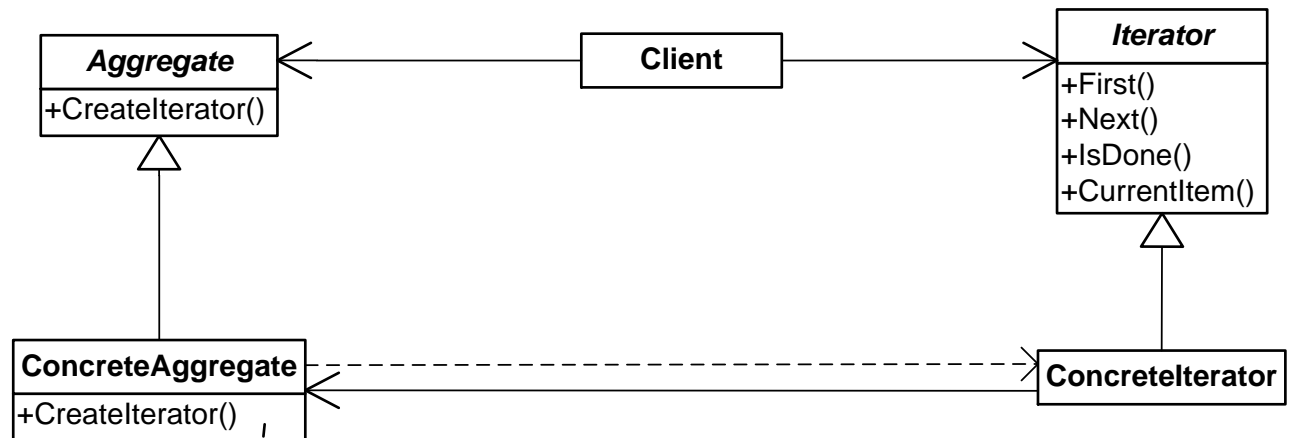 Aggregate
+CreateIterator()
Client
Iterator
+First()
+Next()
+IsDone()
+CurrentItem()
ConcreteAggregate
+CreateIterator()
ConcreteIterator